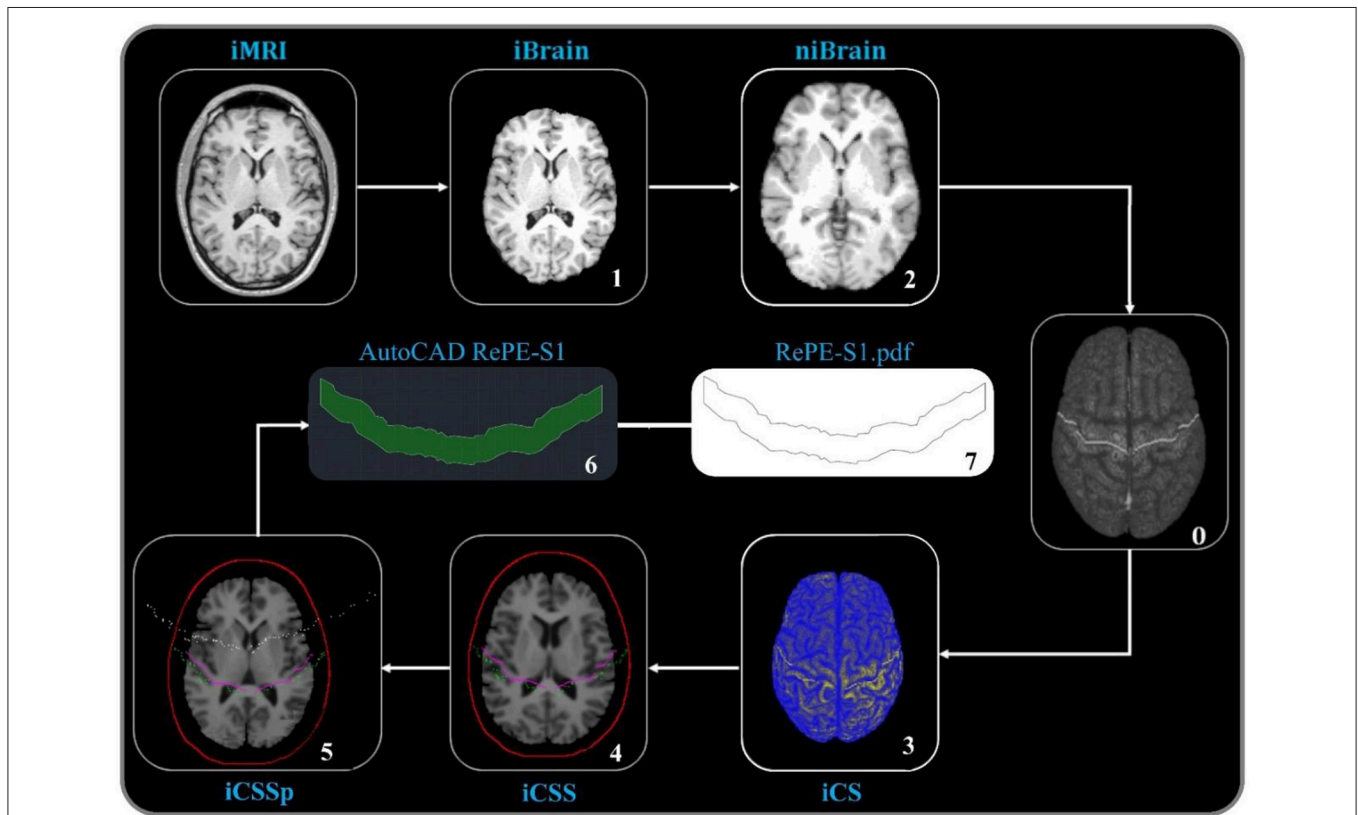 iMRI iBrain niBrain
1 2
AutoCAD RePE-S1 RePE-S1.pdf
6 7
0
5 4 3
iCSSp iCSS iCS